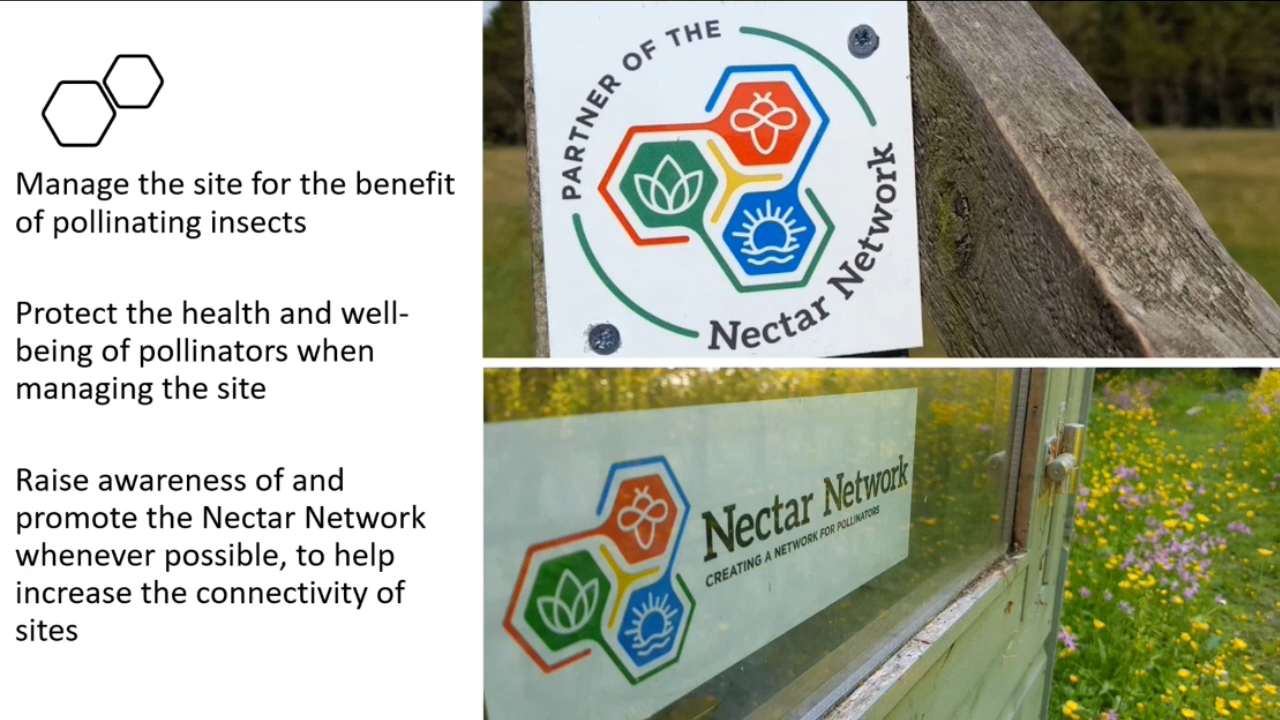 Manage the site for the benefit
of pollinating insects
Protect the health and well-
being of pollinators when
managing the site
Raise awareness of and
promote the Nectar Network
whenever possible, to help
increase the connectivity of
sites
PARTNER OF THE
Nectar Network
Nectar Network
CREATING A NETWORK FOR POLLINATORS